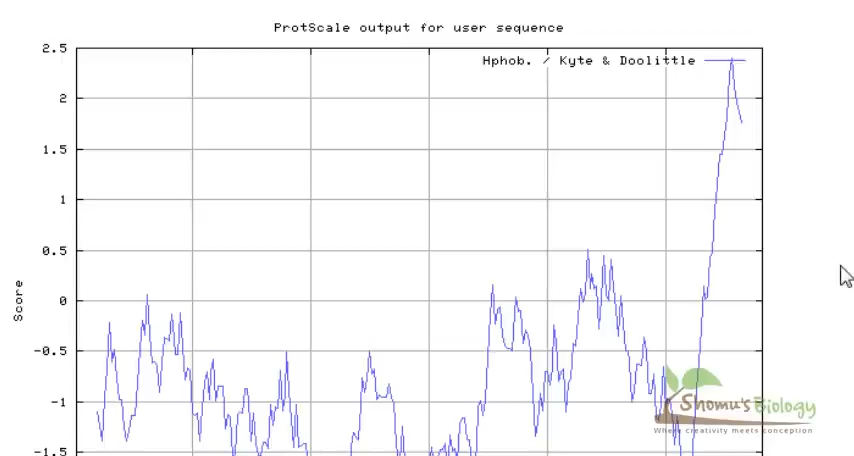 ProtScale output for user sequence
2.5
Hphob. / Kyte & Doolittle
2
1.5
1
0.5
Score
0
-0.5
-1
Shomu's Biology
Where creativity meets conception
-1.5